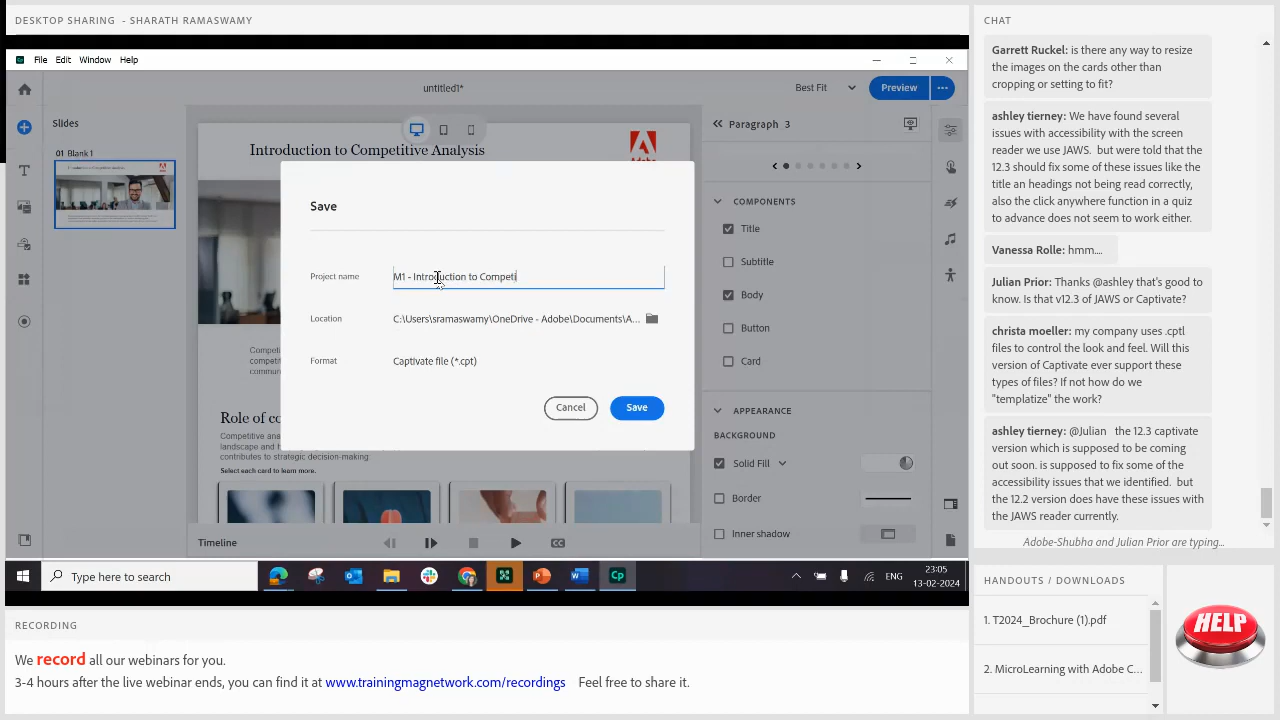 DESKTOP SHARING - SHARATH RAMASWAMY
File Edit Window Help
untitled1*
Best Fit
Preview
Slides
01 Blank 1
Introduction to Competitive Analysis
Save
Project name
M1 - Introduction to Competi
Location
C:\Users\sramaswamy\OneDrive - Adobe\Documents\A...
Format
Captivate file (*.cpt)
Cancel
Save
Role of co
Competitive ana
landscape and h
contributes to strategic decision-making
Select each card to learn more.
Timeline
Paragraph 3
COMPONENTS
Title
Subtitle
Body
Button
Card
APPEARANCE
BACKGROUND
Solid Fill
Border
Inner shadow
Type here to search
ENG
23:05
13-02-2024
RECORDING
We record all our webinars for you.
3-4 hours after the live webinar ends, you can find it at www.trainingmagnetwork.com/recordings Feel free to share it.
CHAT
Garrett Ruckel: is there any way to resize
the images on the cards other than
cropping or setting to fit?
ashley tierney: We have found several
issues with accessibility with the screen
reader we use JAWS. but were told that the
12.3 should fix some of these issues like the
title an headings not being read correctly,
also the click anywhere function in a quiz
to advance does not seem to work either.
Vanessa Rolle: hmm....
Julian Prior: Thanks @ashley that's good to
know. Is that v12.3 of JAWS or Captivate?
christa moeller: my company uses .cptl
files to control the look and feel. Will this
version of Captivate ever support these
types of files? If not how do we
"templatize" the work?
ashley tierney: @Julian the 12.3 captivate
version which is supposed to be coming
out soon. is supposed to fix some of the
accessibility issues that we identified. but
the 12.2 version does have these issues with
the JAWS reader currently.
Adobe-Shubha and Julian Prior are typing...
HANDOUTS / DOWNLOADS
1. T2024_Brochure (1).pdf
2. MicroLearning with Adobe C...
HELP